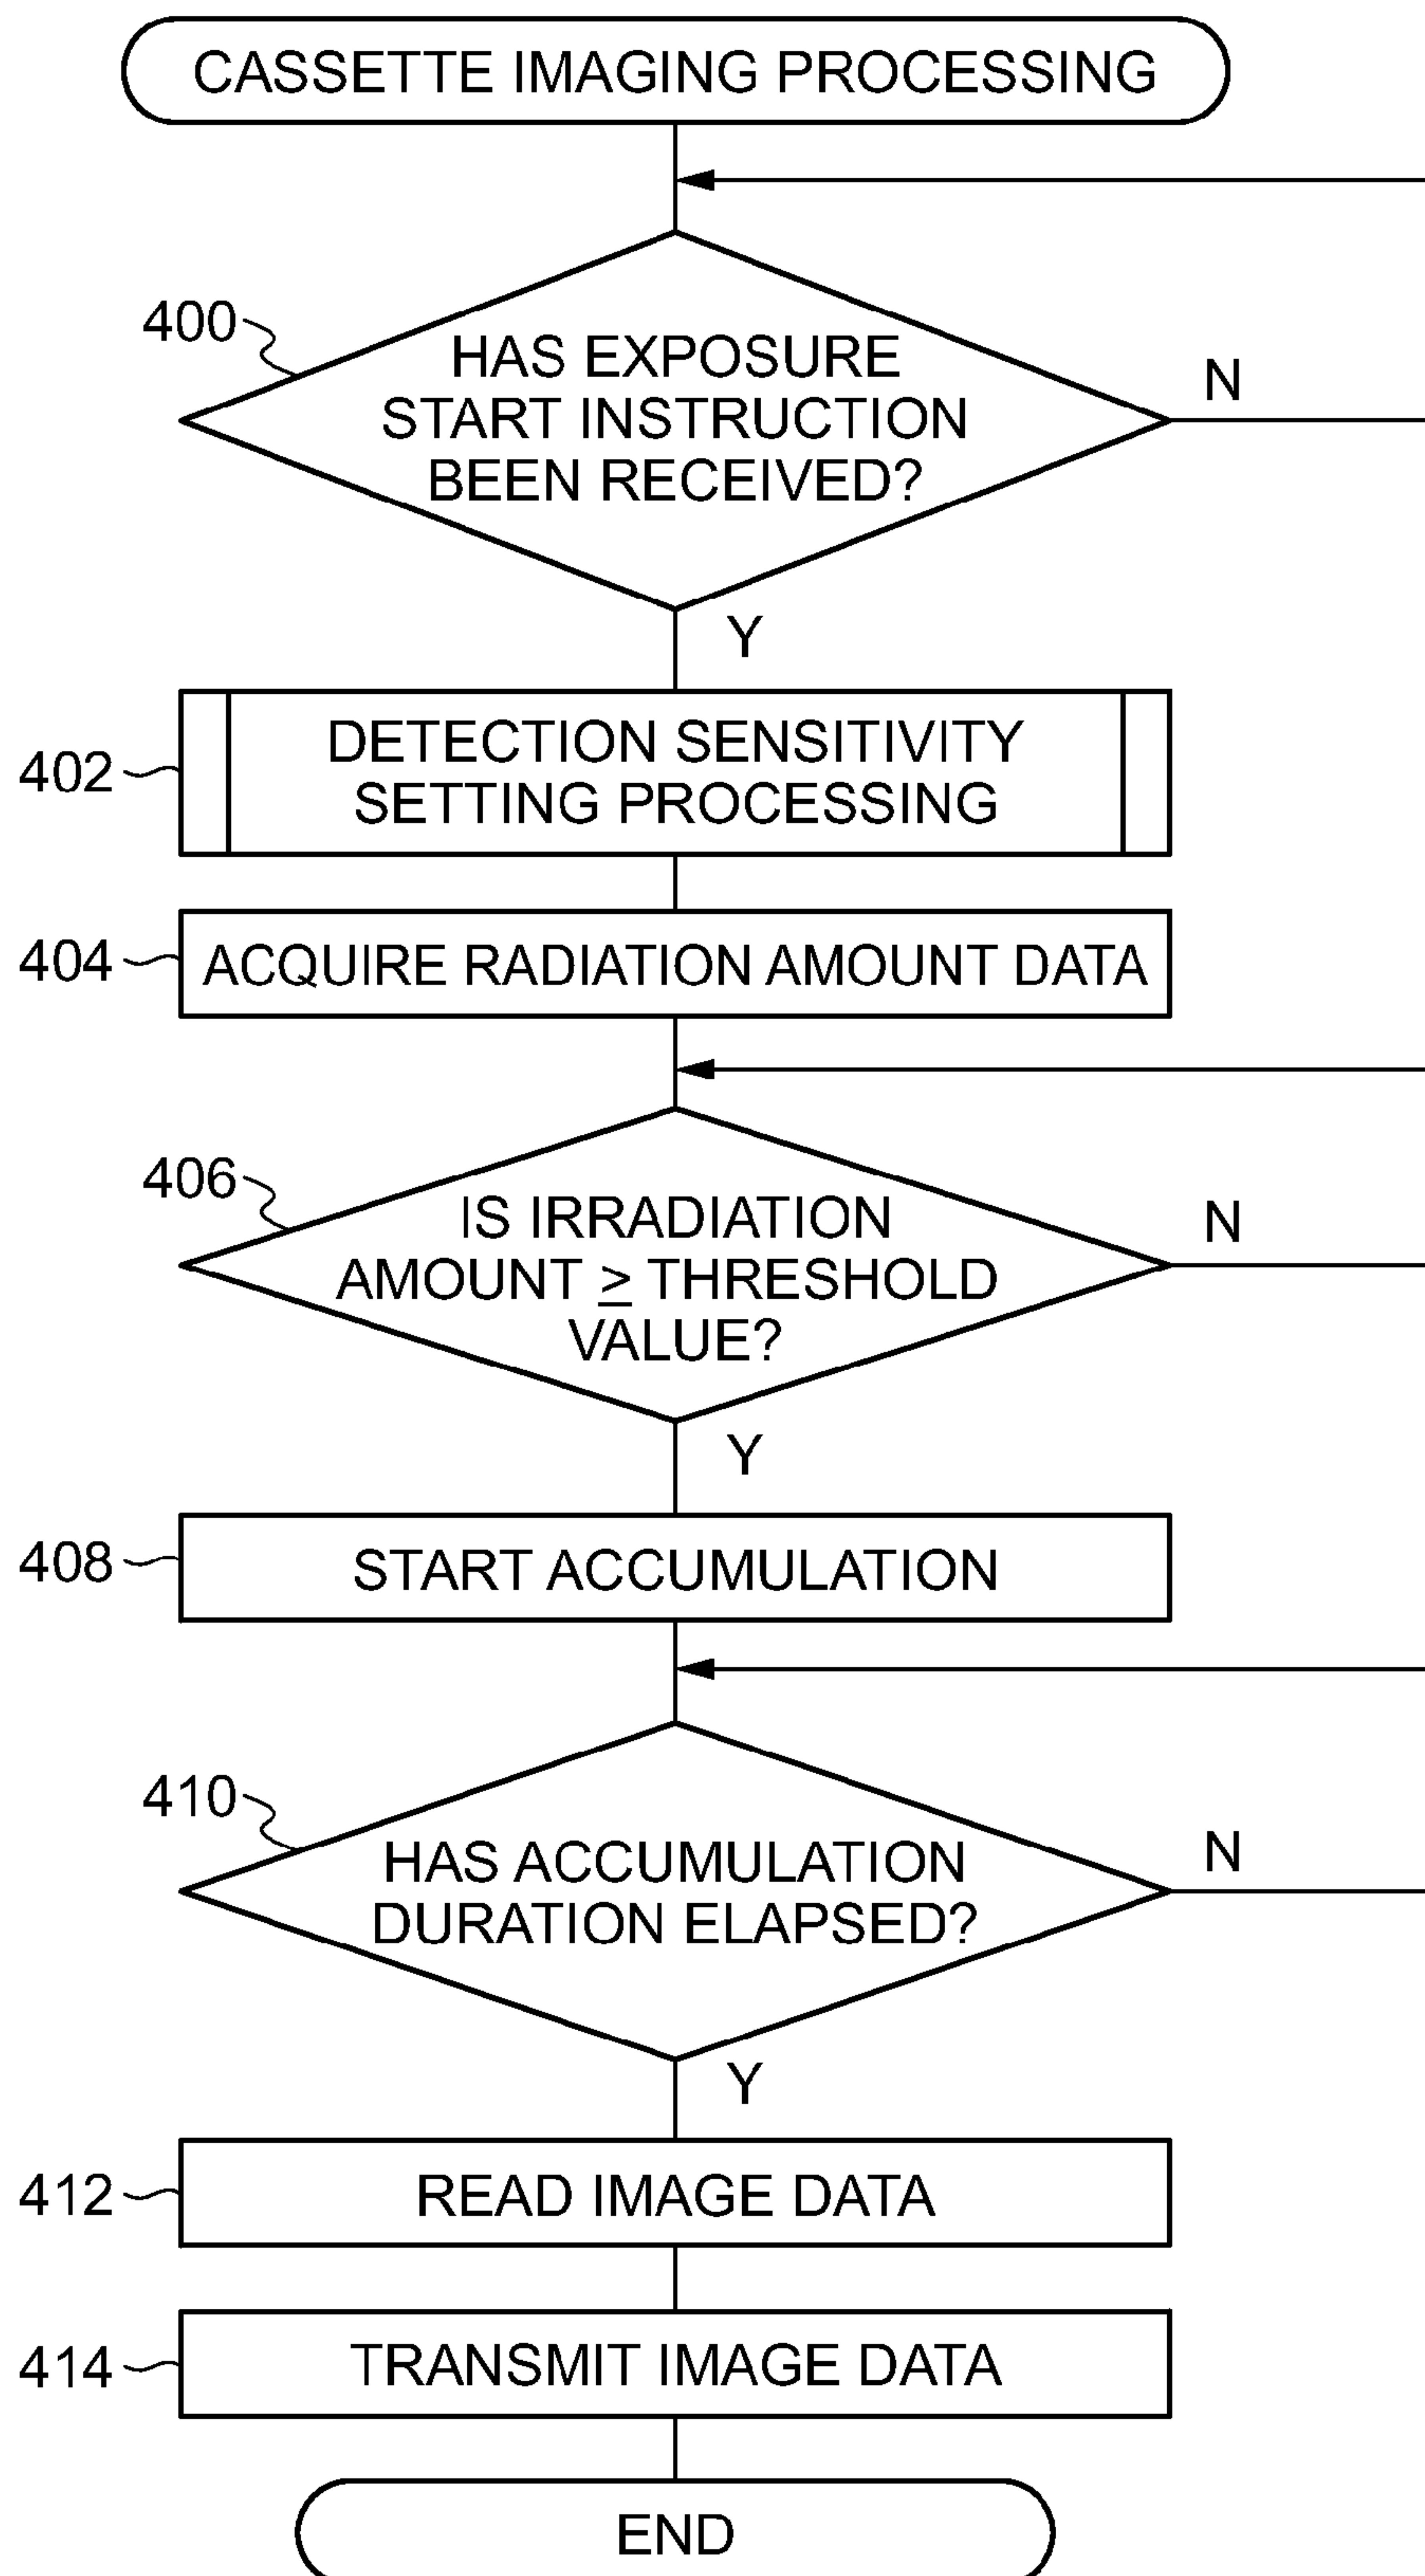 CASSETTE IMAGING PROCESSING
400
HAS EXPOSURE
START INSTRUCTION
BEEN RECEIVED?
N
Y
402
DETECTION SENSITIVITY
SETTING PROCESSING
404
ACQUIRE RADIATION AMOUNT DATA
406
IS IRRADIATION
AMOUNT ≥ THRESHOLD
VALUE?
N
Y
408
START ACCUMULATION
410
HAS ACCUMULATION
DURATION ELAPSED?
N
Y
412
READ IMAGE DATA
414
TRANSMIT IMAGE DATA
END